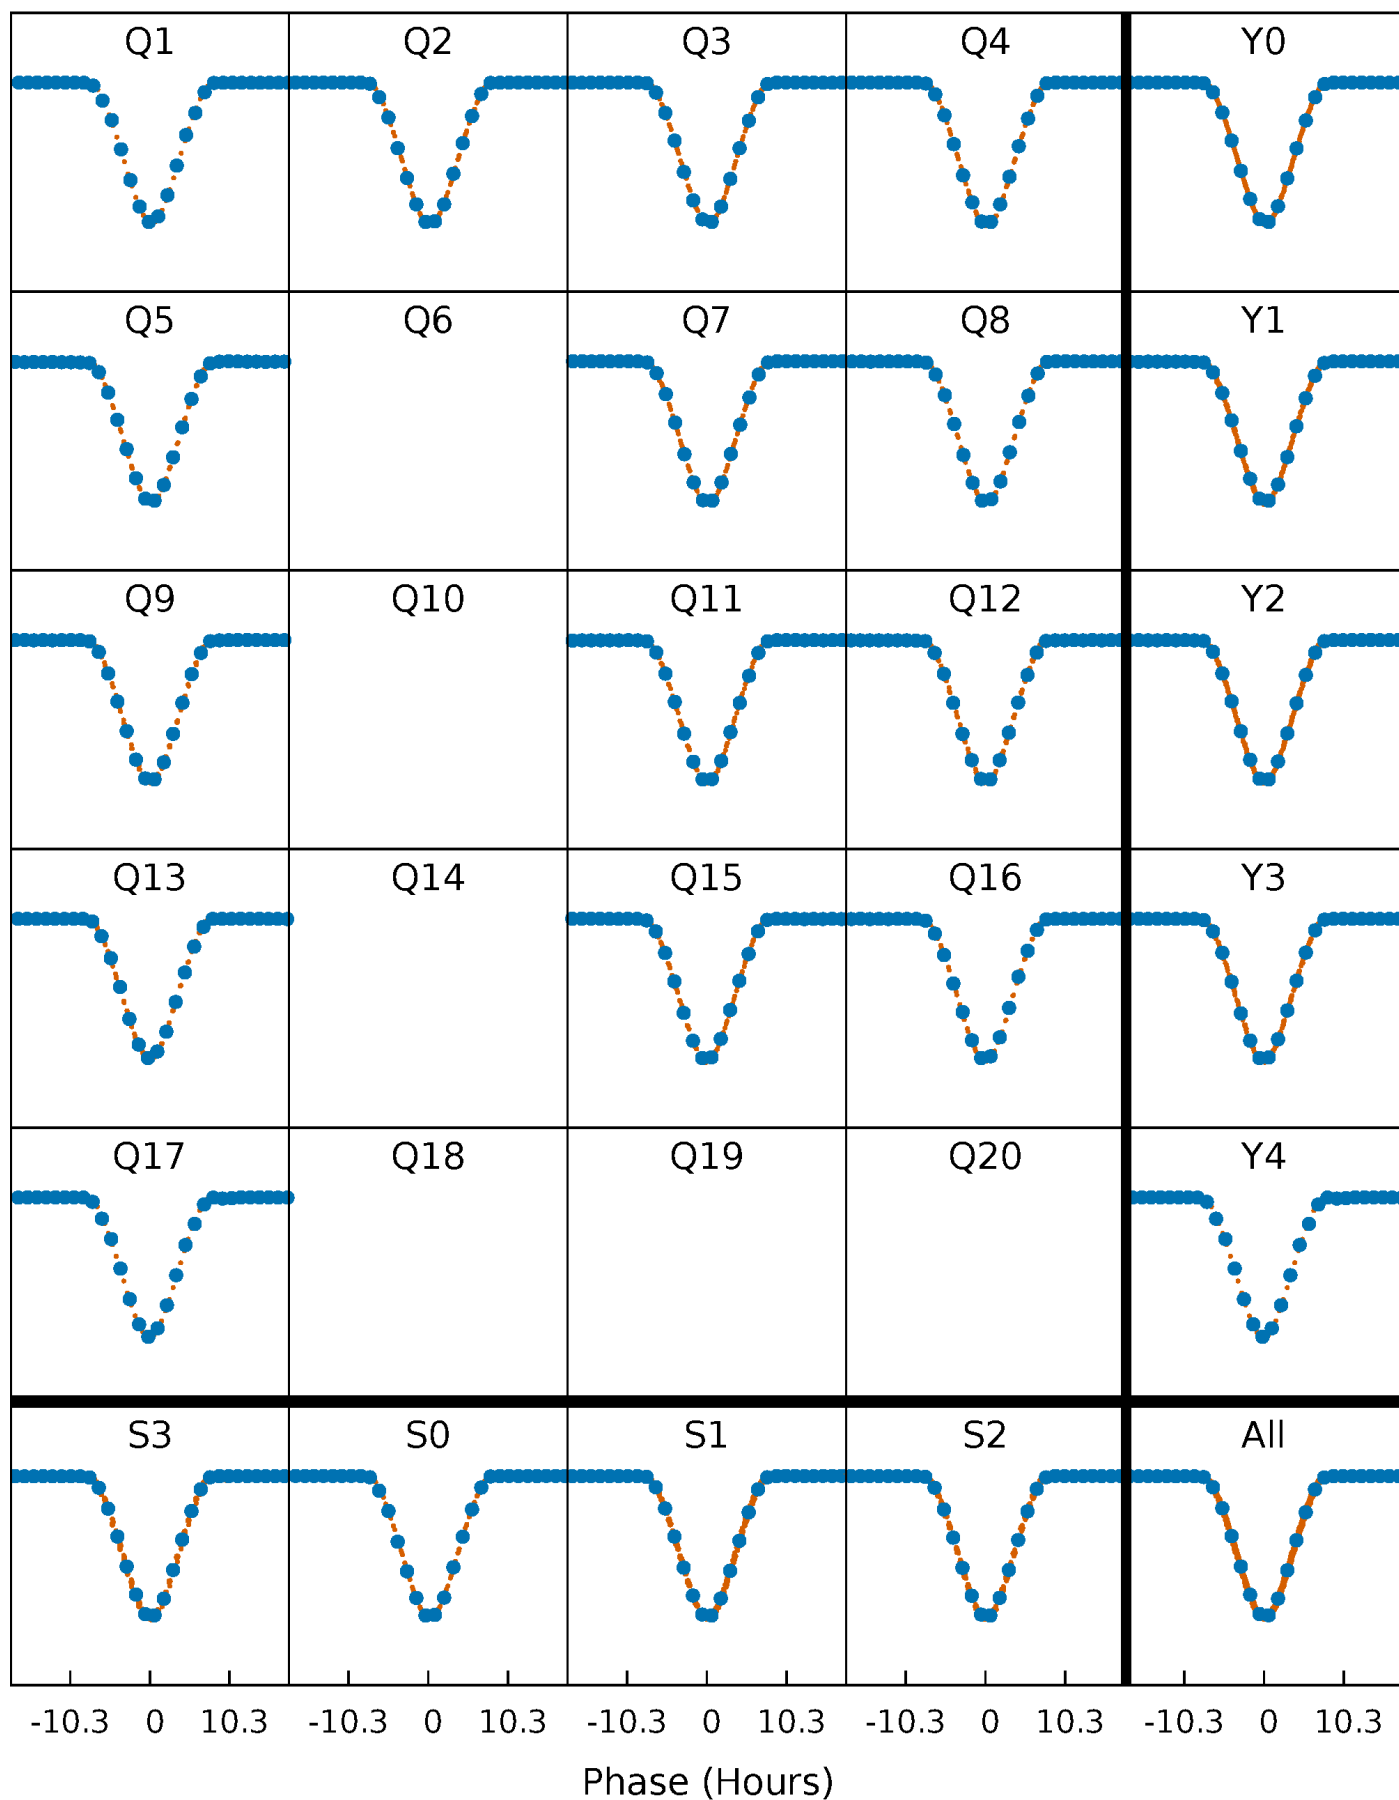 Q1 Q2 Q3 Q4 Y0
Q5 Q6 Q7 Q8 Y1
Q9 Q10 Q11 Q12 Y2
Q13 Q14 Q15 Q16 Y3
Q17 Q18 Q19 Q20 Y4
S3 S0 S1 S2 All
-10.3 0 10.3 -10.3 0 10.3 -10.3 0 10.3 -10.3 0 10.3 -10.3 0 10.3
Phase (Hours)